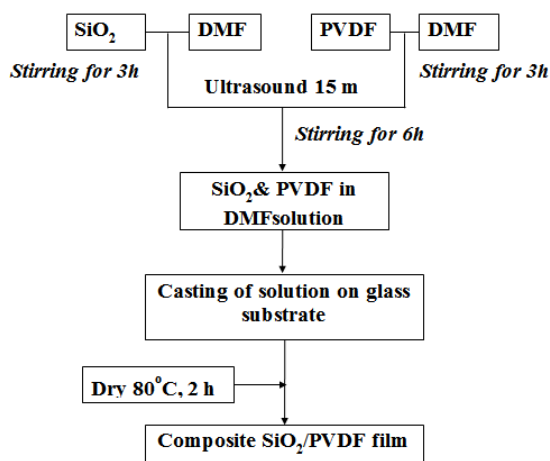 SiO₂ DMF PVDF DMF
Stirring for 3h Stirring for 3h
Ultrasound 15 m
Stirring for 6h
SiO₂& PVDF in
DMFsolution
Casting of solution on glass
substrate
Dry 80°C, 2 h
Composite SiO₂/PVDF film